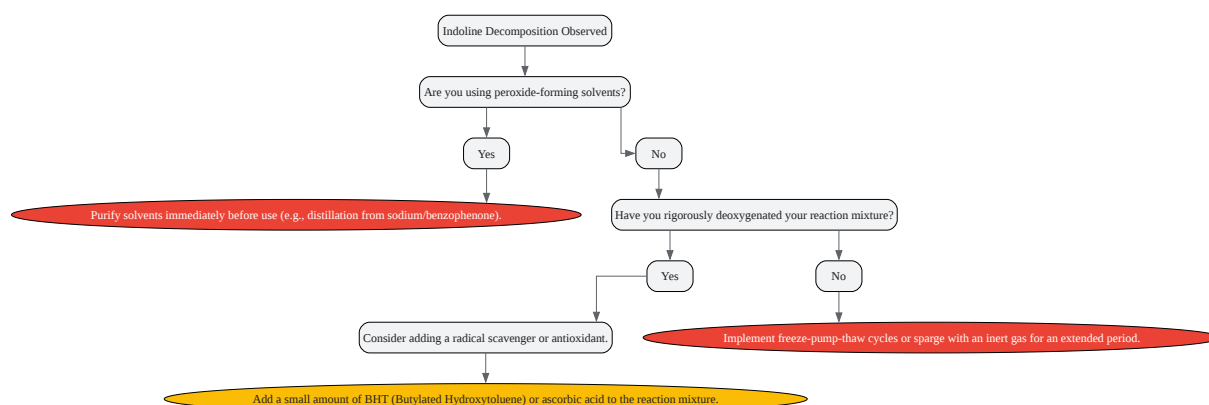 Indoline Decomposition Observed
Are you using peroxide-forming solvents?
Yes
No
Purify solvents immediately before use (e.g., distillation from sodium/benzophenone).
Have you rigorously deoxygenated your reaction mixture?
Yes
No
Consider adding a radical scavenger or antioxidant.
Implement freeze-pump-thaw cycles or sparge with an inert gas for an extended period.
Add a small amount of BHT (Butylated Hydroxytoluene) or ascorbic acid to the reaction mixture.